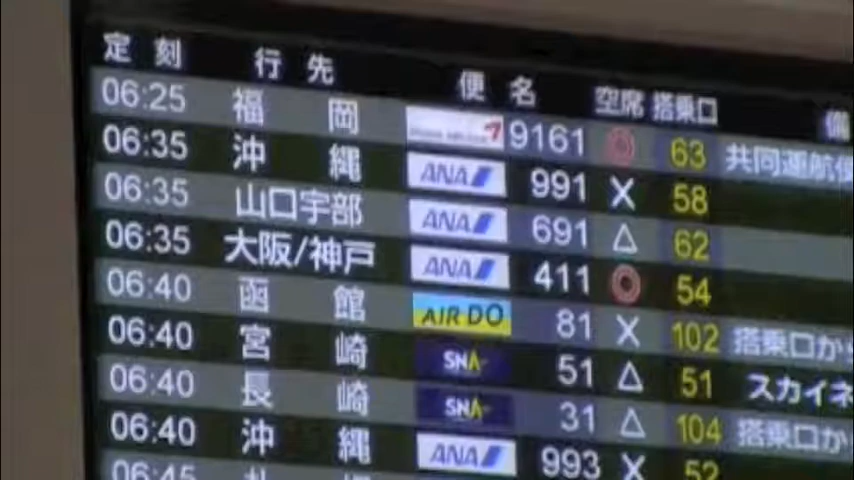 定刻 行先 便名 空席 搭乗口 備
06:25 福岡 9161 ◎ 63 共同運航便
06:35 沖縄 ANA 991 X 58
06:35 山口宇部 ANA 691 △ 62
06:35 大阪/神戸 ANA 411 ◎ 54
06:40 函館 AIR DO 81 X 102 搭乗口から
06:40 宮崎 SNA 51 △ 51 スカイネ
06:40 長崎 SNA 31 △ 104 搭乗口か
06:40 沖縄 ANA 993 X 52
06:45 札